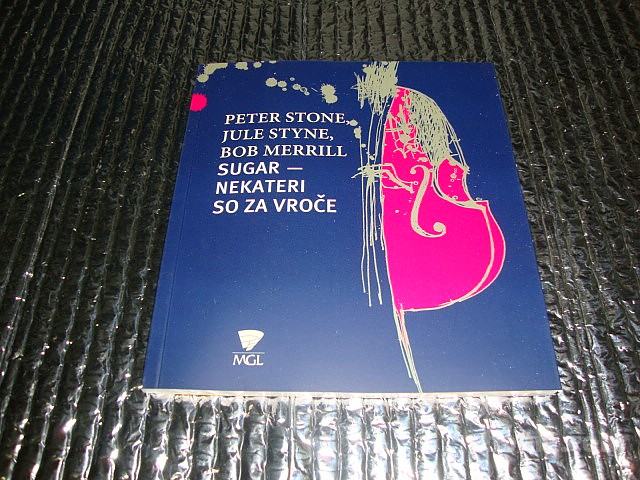 PETER STONE,
JULE STYNE,
BOB MERRILL
SUGAR —
NEKATERI
SO ZA VROČE
MGL